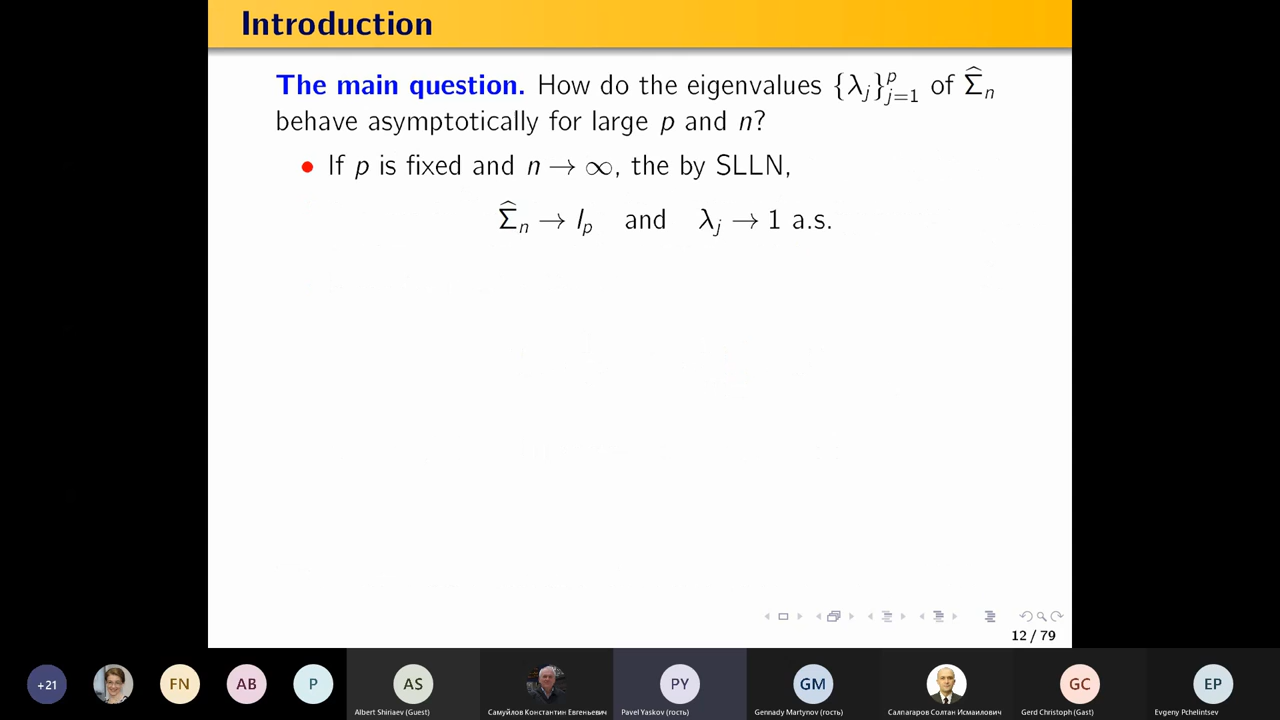 Introduction
The main question. How do the eigenvalues {λ_j}_{j=1}^p of Σ̂_n
behave asymptotically for large p and n?
• If p is fixed and n → ∞, the by SLLN,
Σ̂_n → I_p and λ_j → 1 a.s.
12 / 79
+21 FN AB P AS PY GM GC EP
Albert Shiriaev (Guest) Самуйлов Константин Евгеньевич Pavel Yaskov (гость) Gennady Martynov (гость) Салпагаров Солтан Исмаилович Gerd Christoph (Gast) Evgeny Pchelintsev